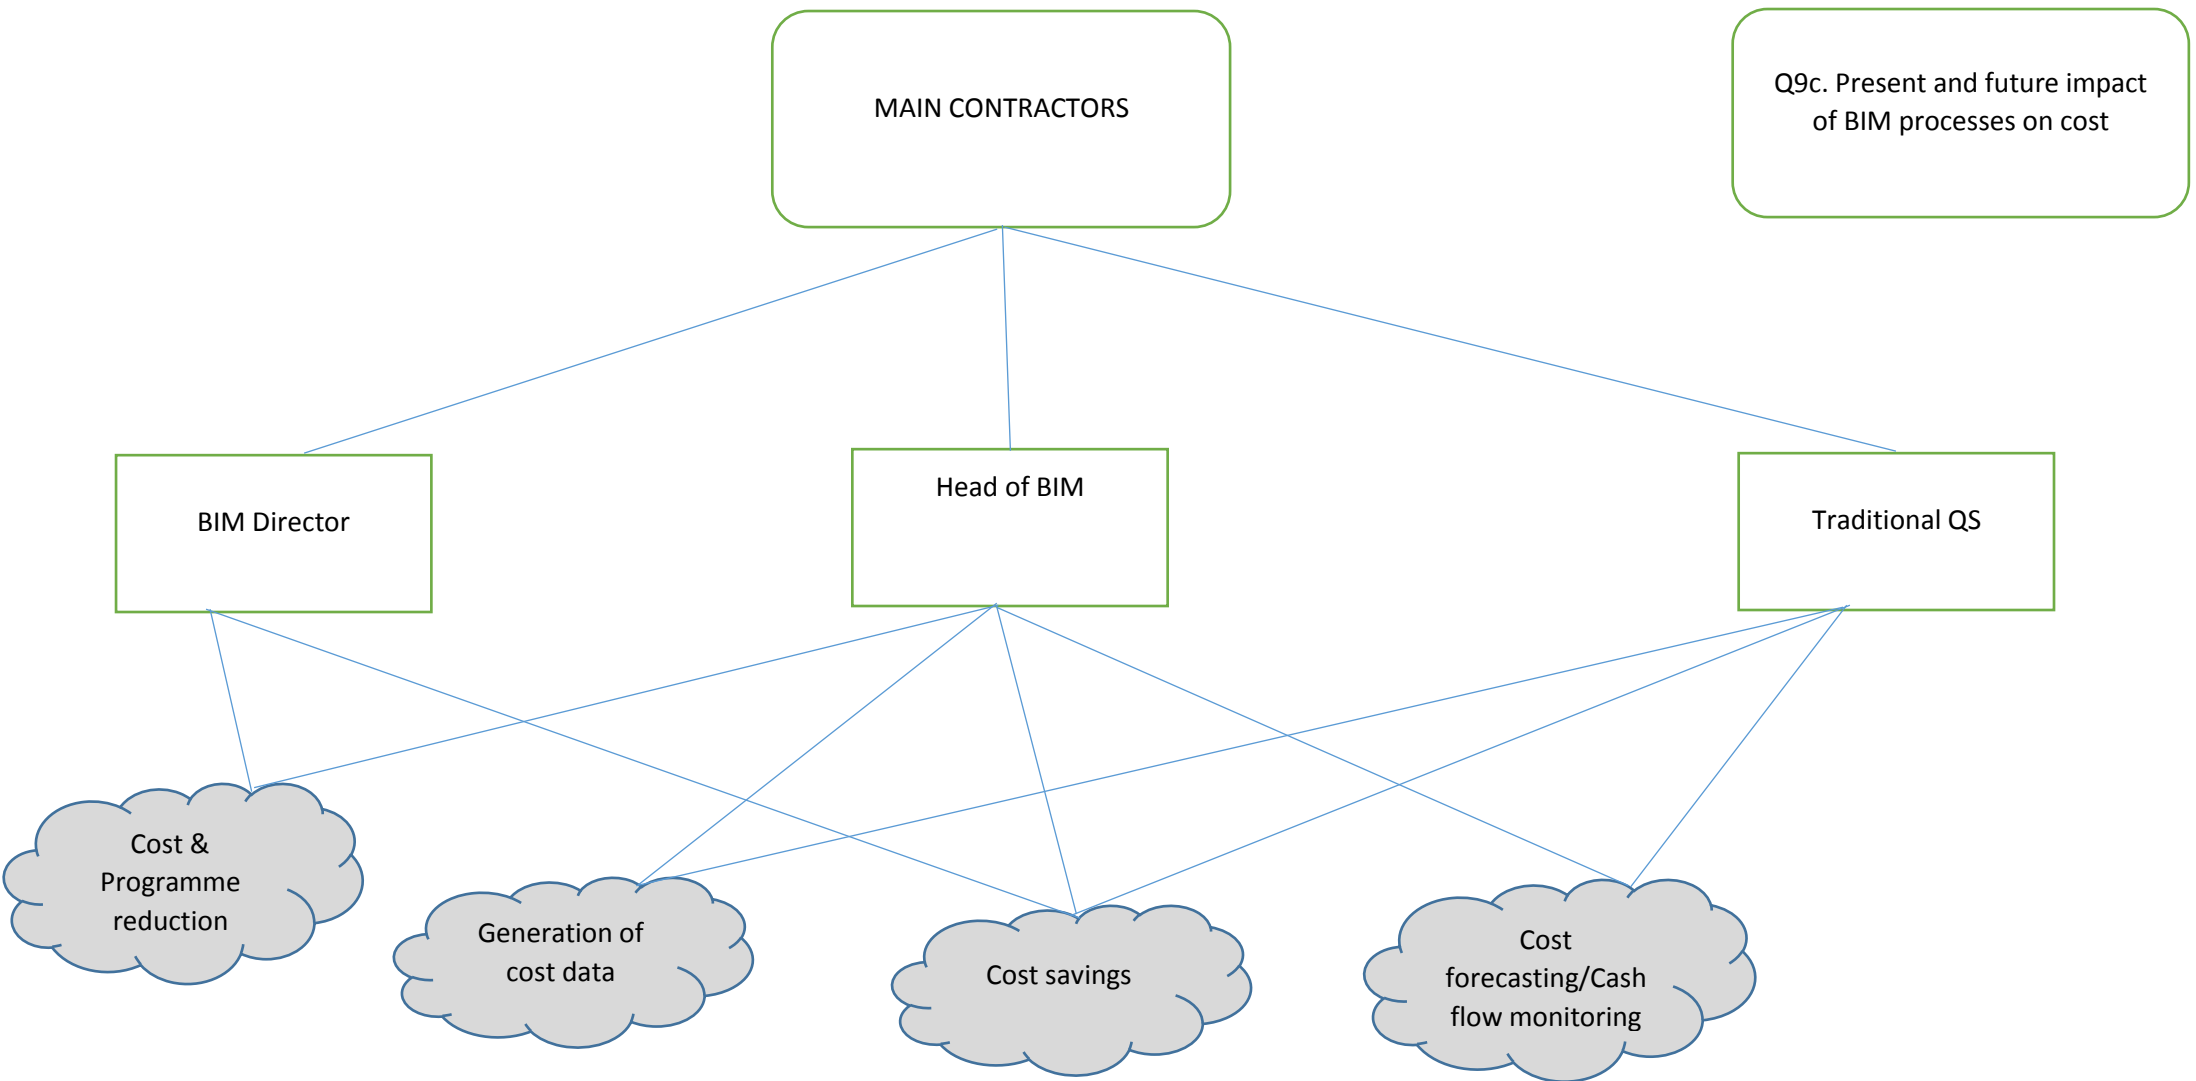 MAIN CONTRACTORS
Q9c. Present and future impact
of BIM processes on cost
BIM Director
Head of BIM
Traditional QS
Cost &
Programme
reduction
Generation of
cost data
Cost savings
Cost
forecasting/Cash
flow monitoring